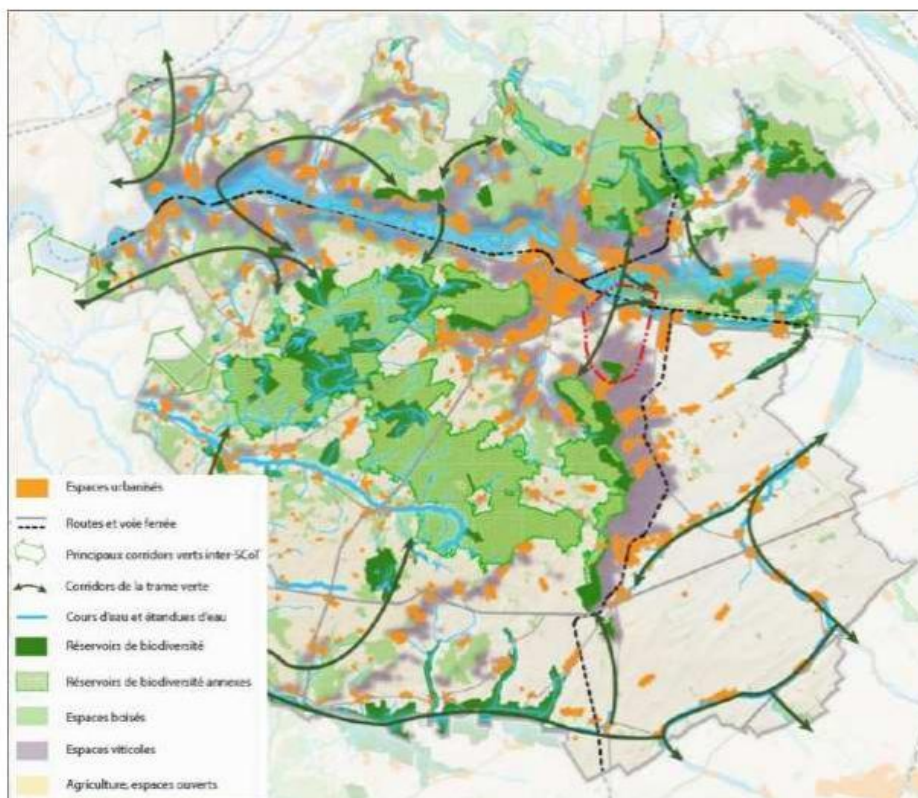 Espaces urbanisés
Routes et voie ferrée
Principaux corridors verts inter-SCoT
Corridors de la trame verte
Cours d'eau et étendues d'eau
Réservoirs de biodiversité
Réservoirs de biodiversité annexes
Espaces boisés
Espaces viticoles
Agriculture, espaces ouverts